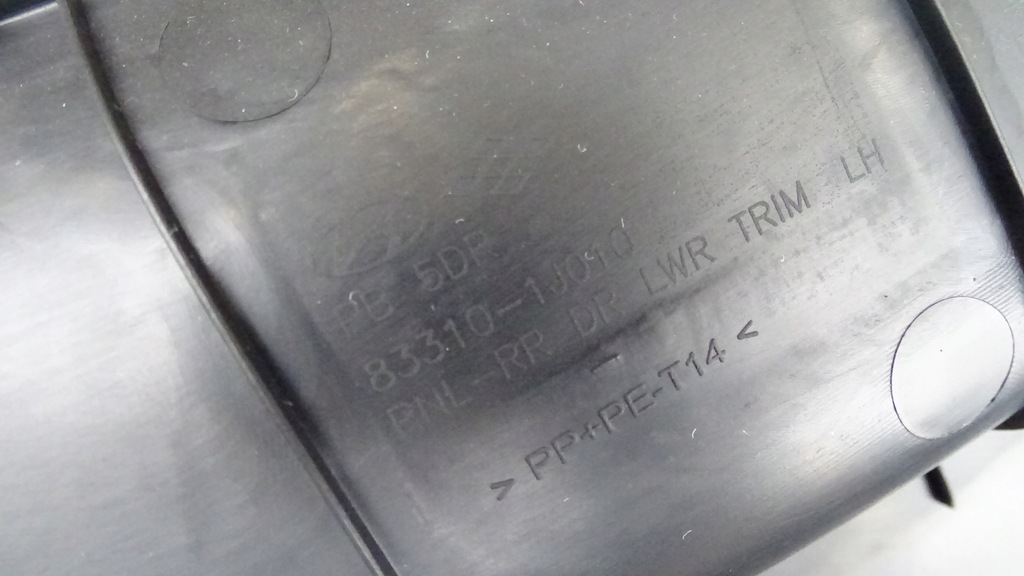 PB 5DR
83310-1J010
PNL-RR DR LWR TRIM LH
> PP+PE-T14 <